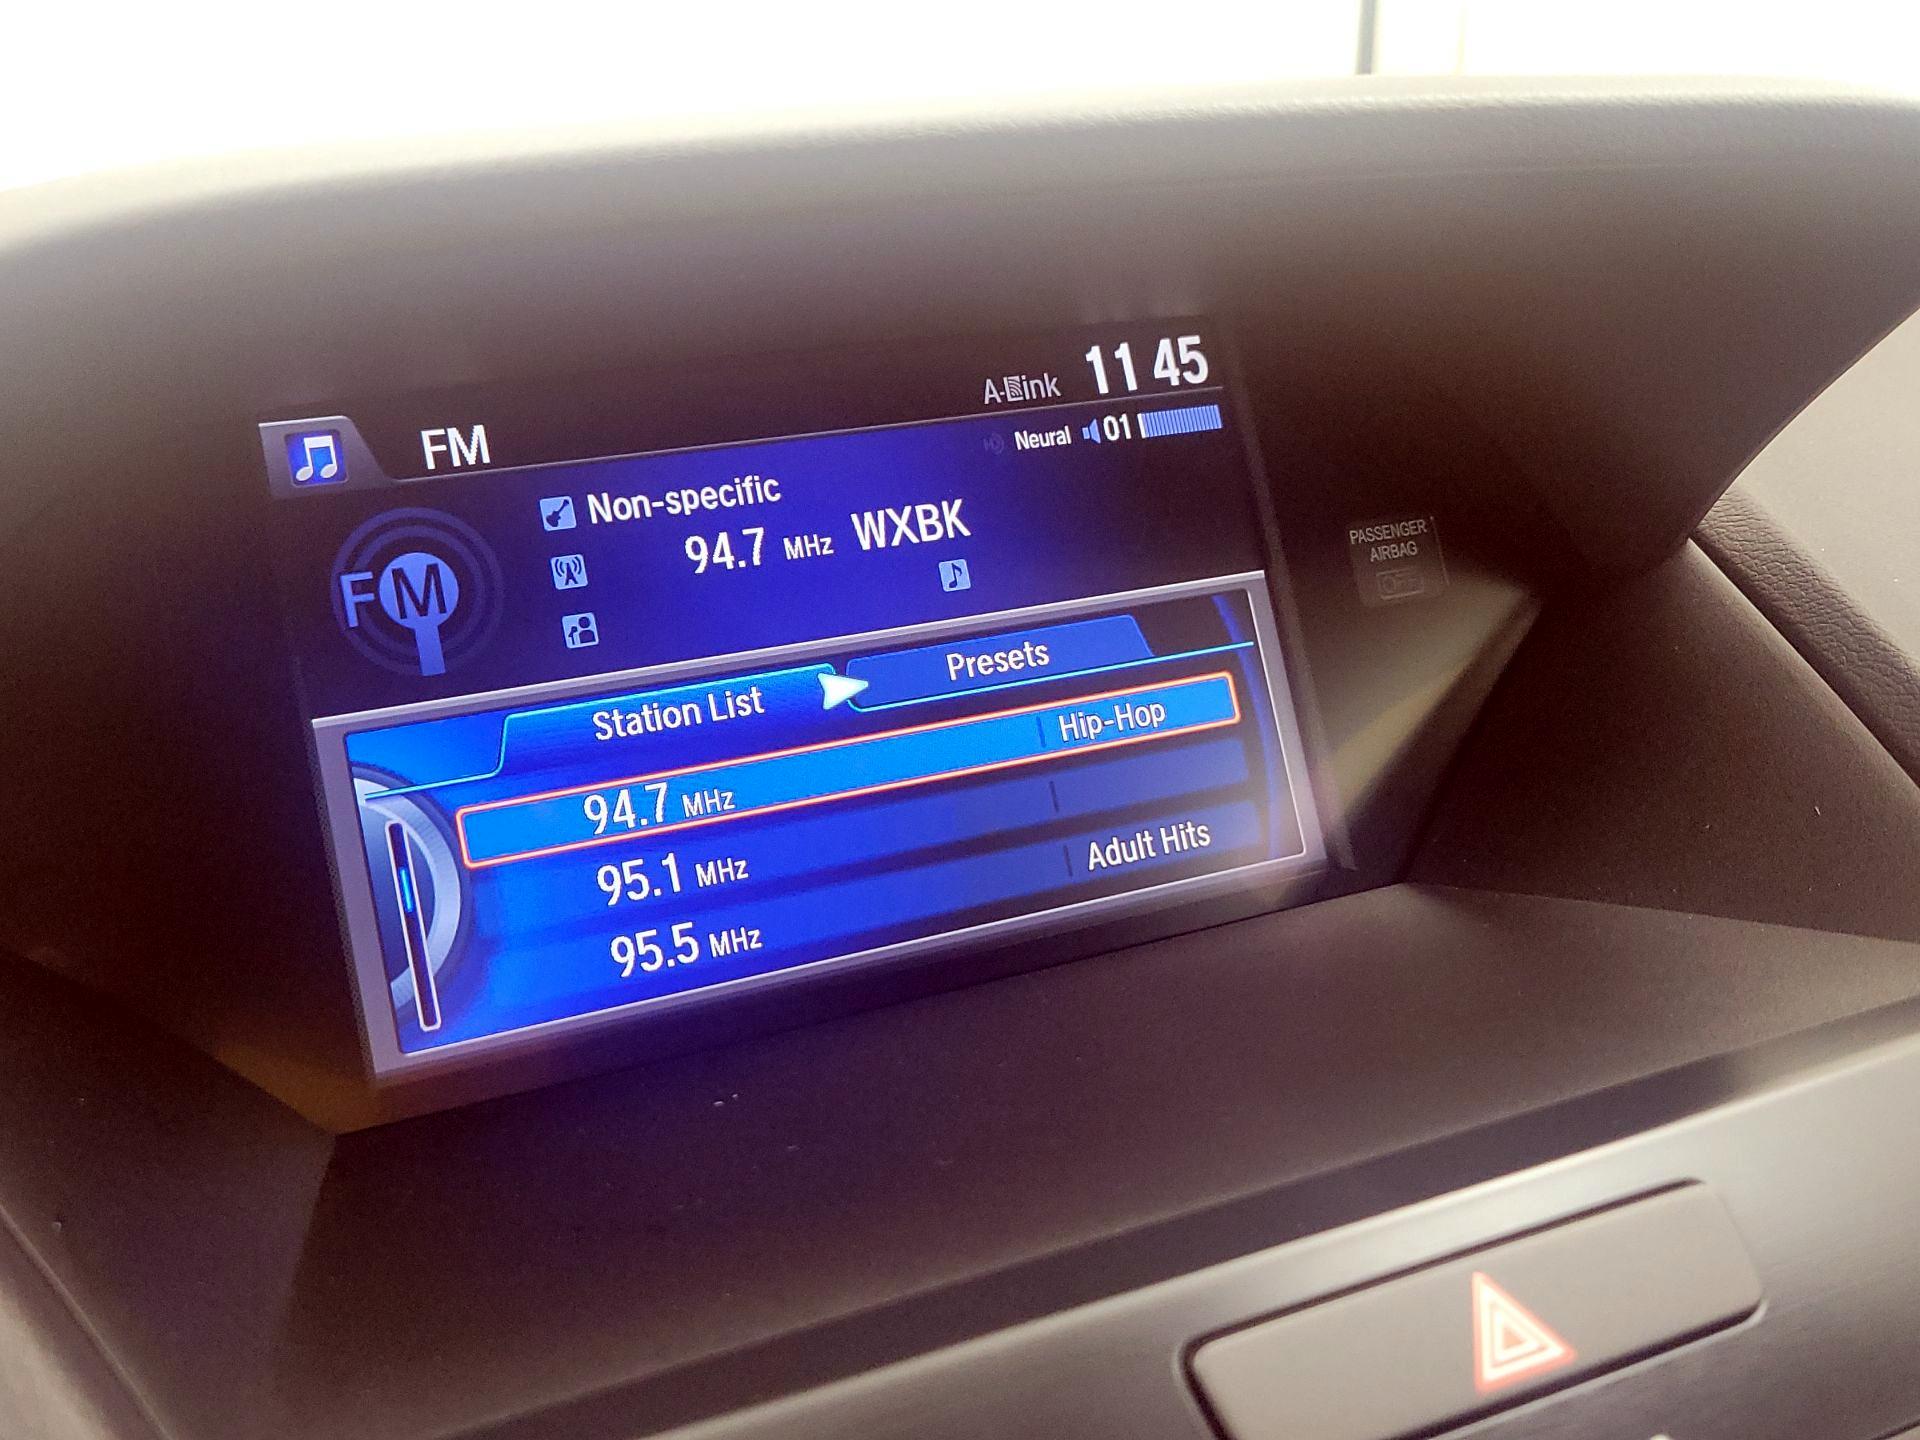 A-Link 11 45
FM
Neural 01
Non-specific
94.7 MHz WXBK
FM
PASSENGER
AIRBAG
Station List
Presets
94.7 MHz Hip-Hop
95.1 MHz
95.5 MHz Adult Hits